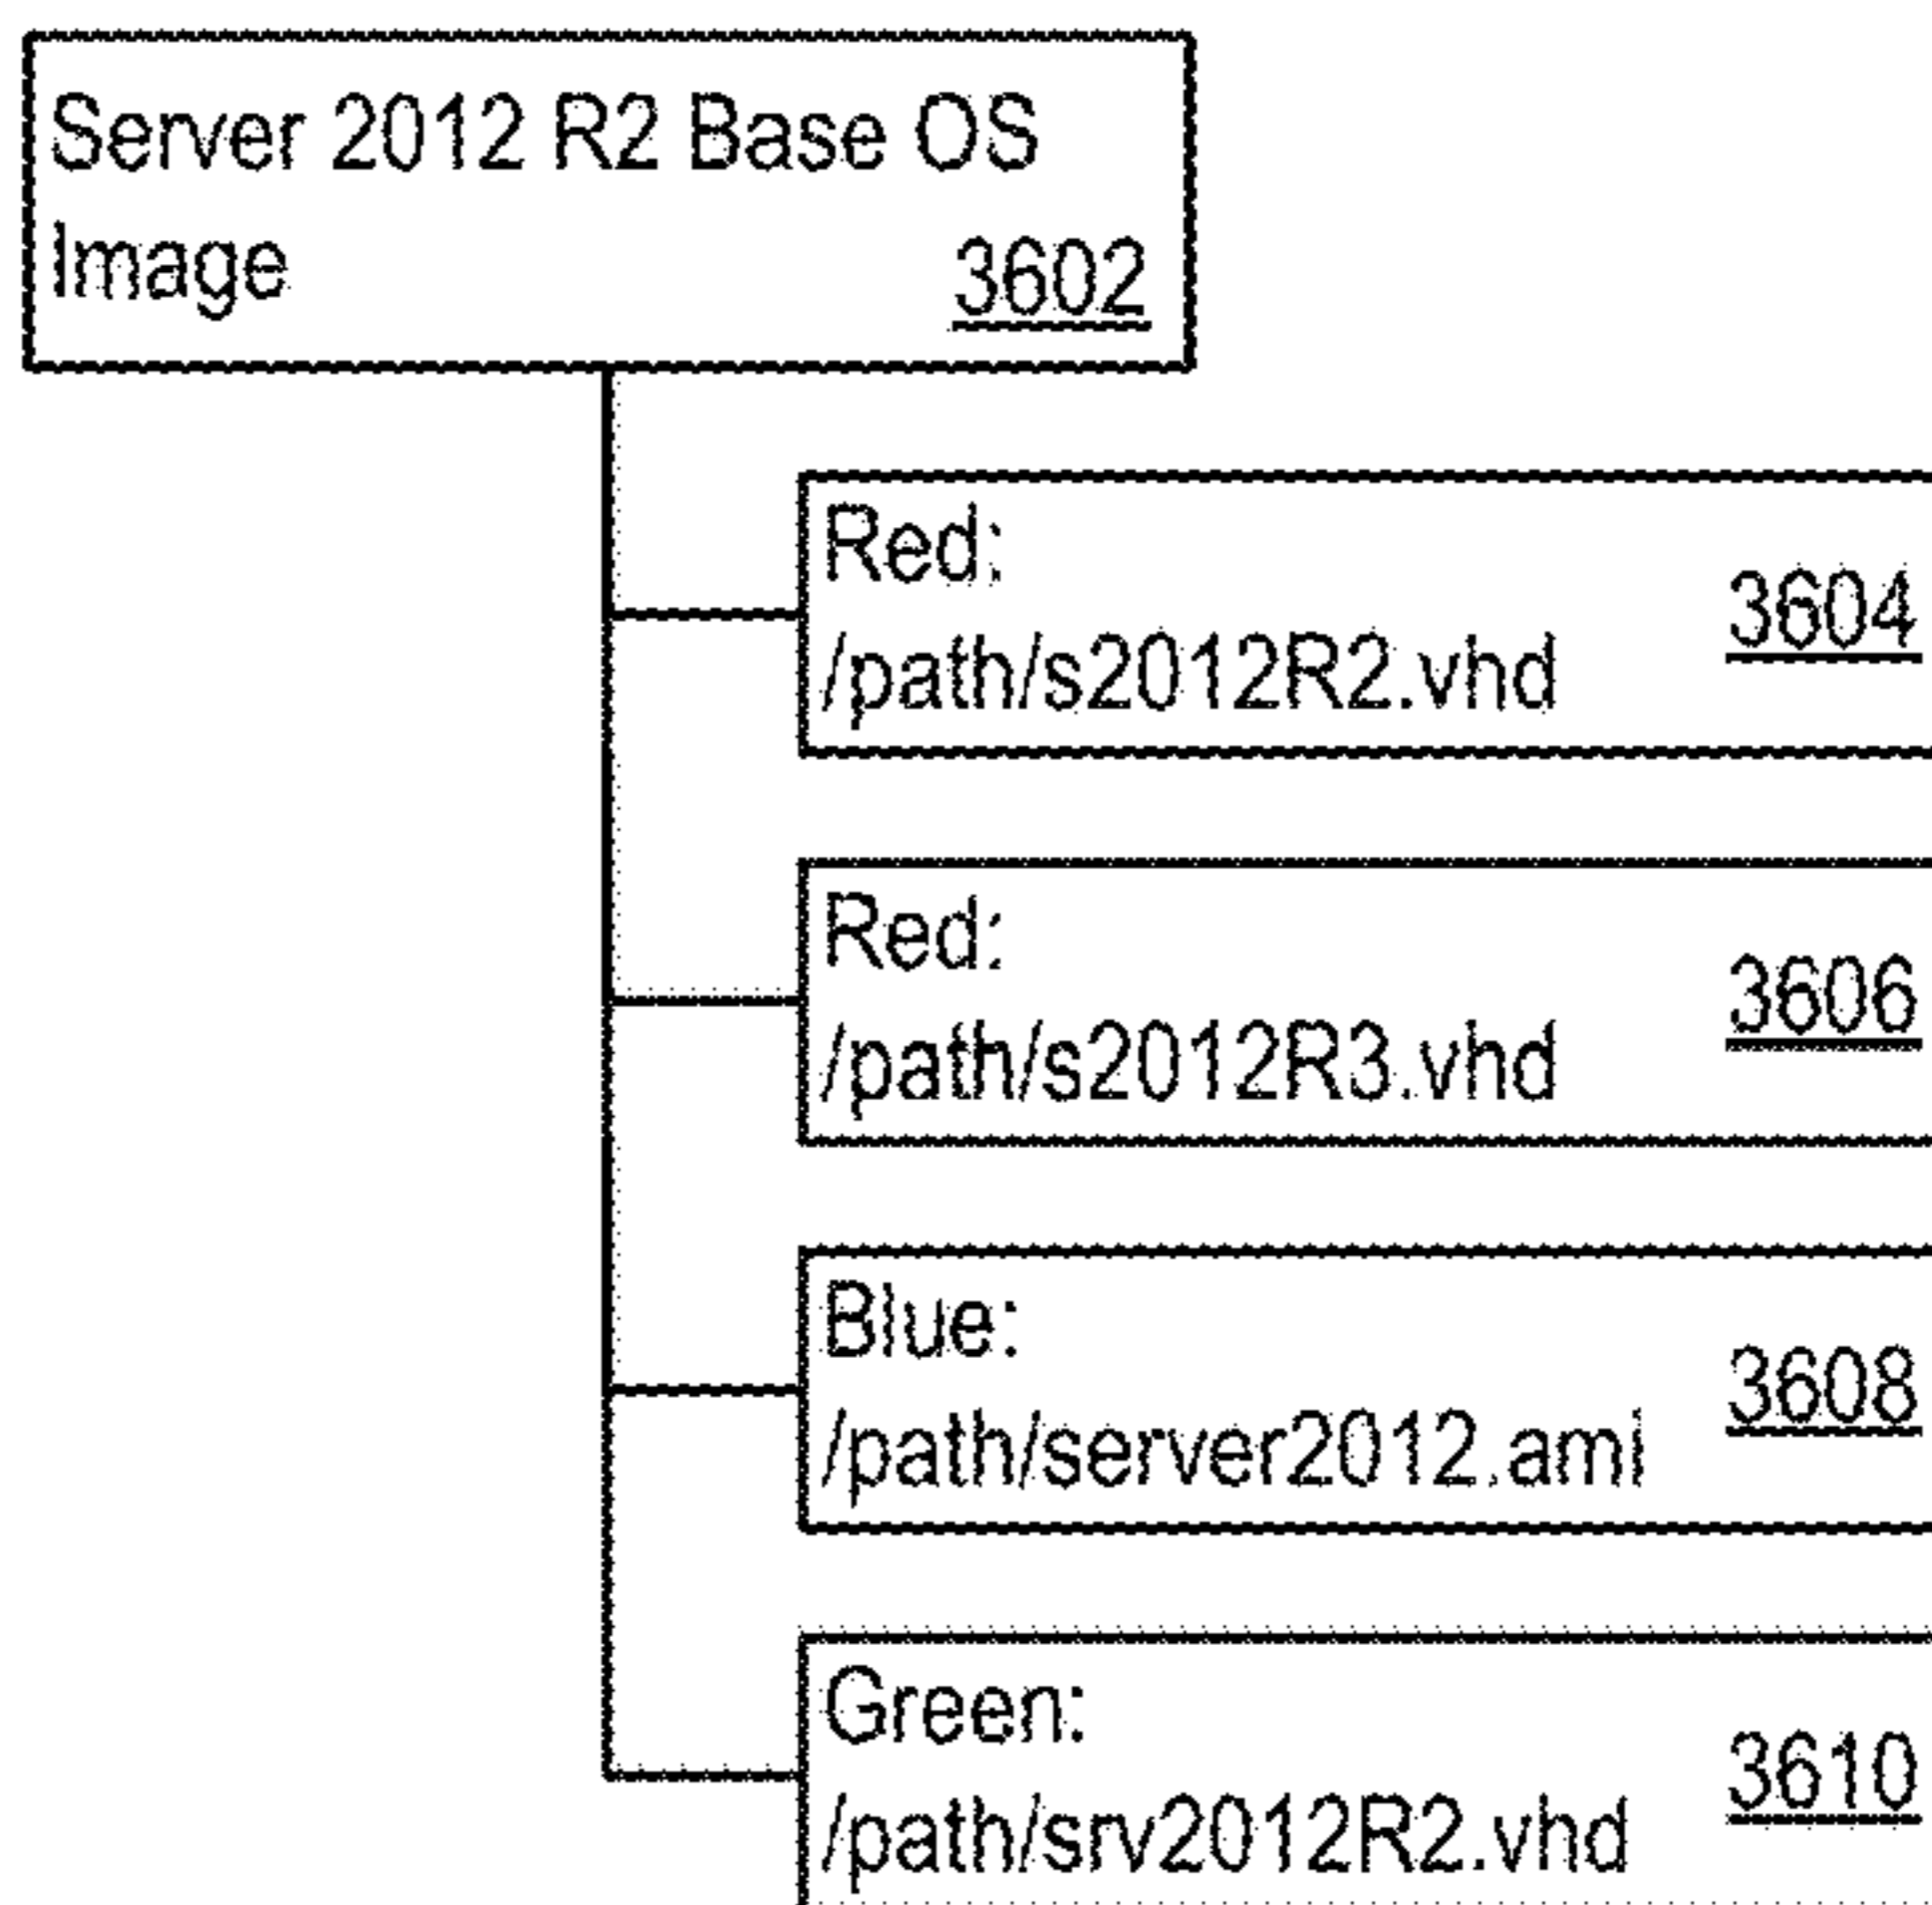 Server 2012 R2 Base OS
Image 3602
Red:
3604
/path/s2012R2.vhd
Red:
3606
/path/s2012R3.vhd
Blue:
3608
/path/server2012.ami
Green:
3610
/path/srv2012R2.vhd